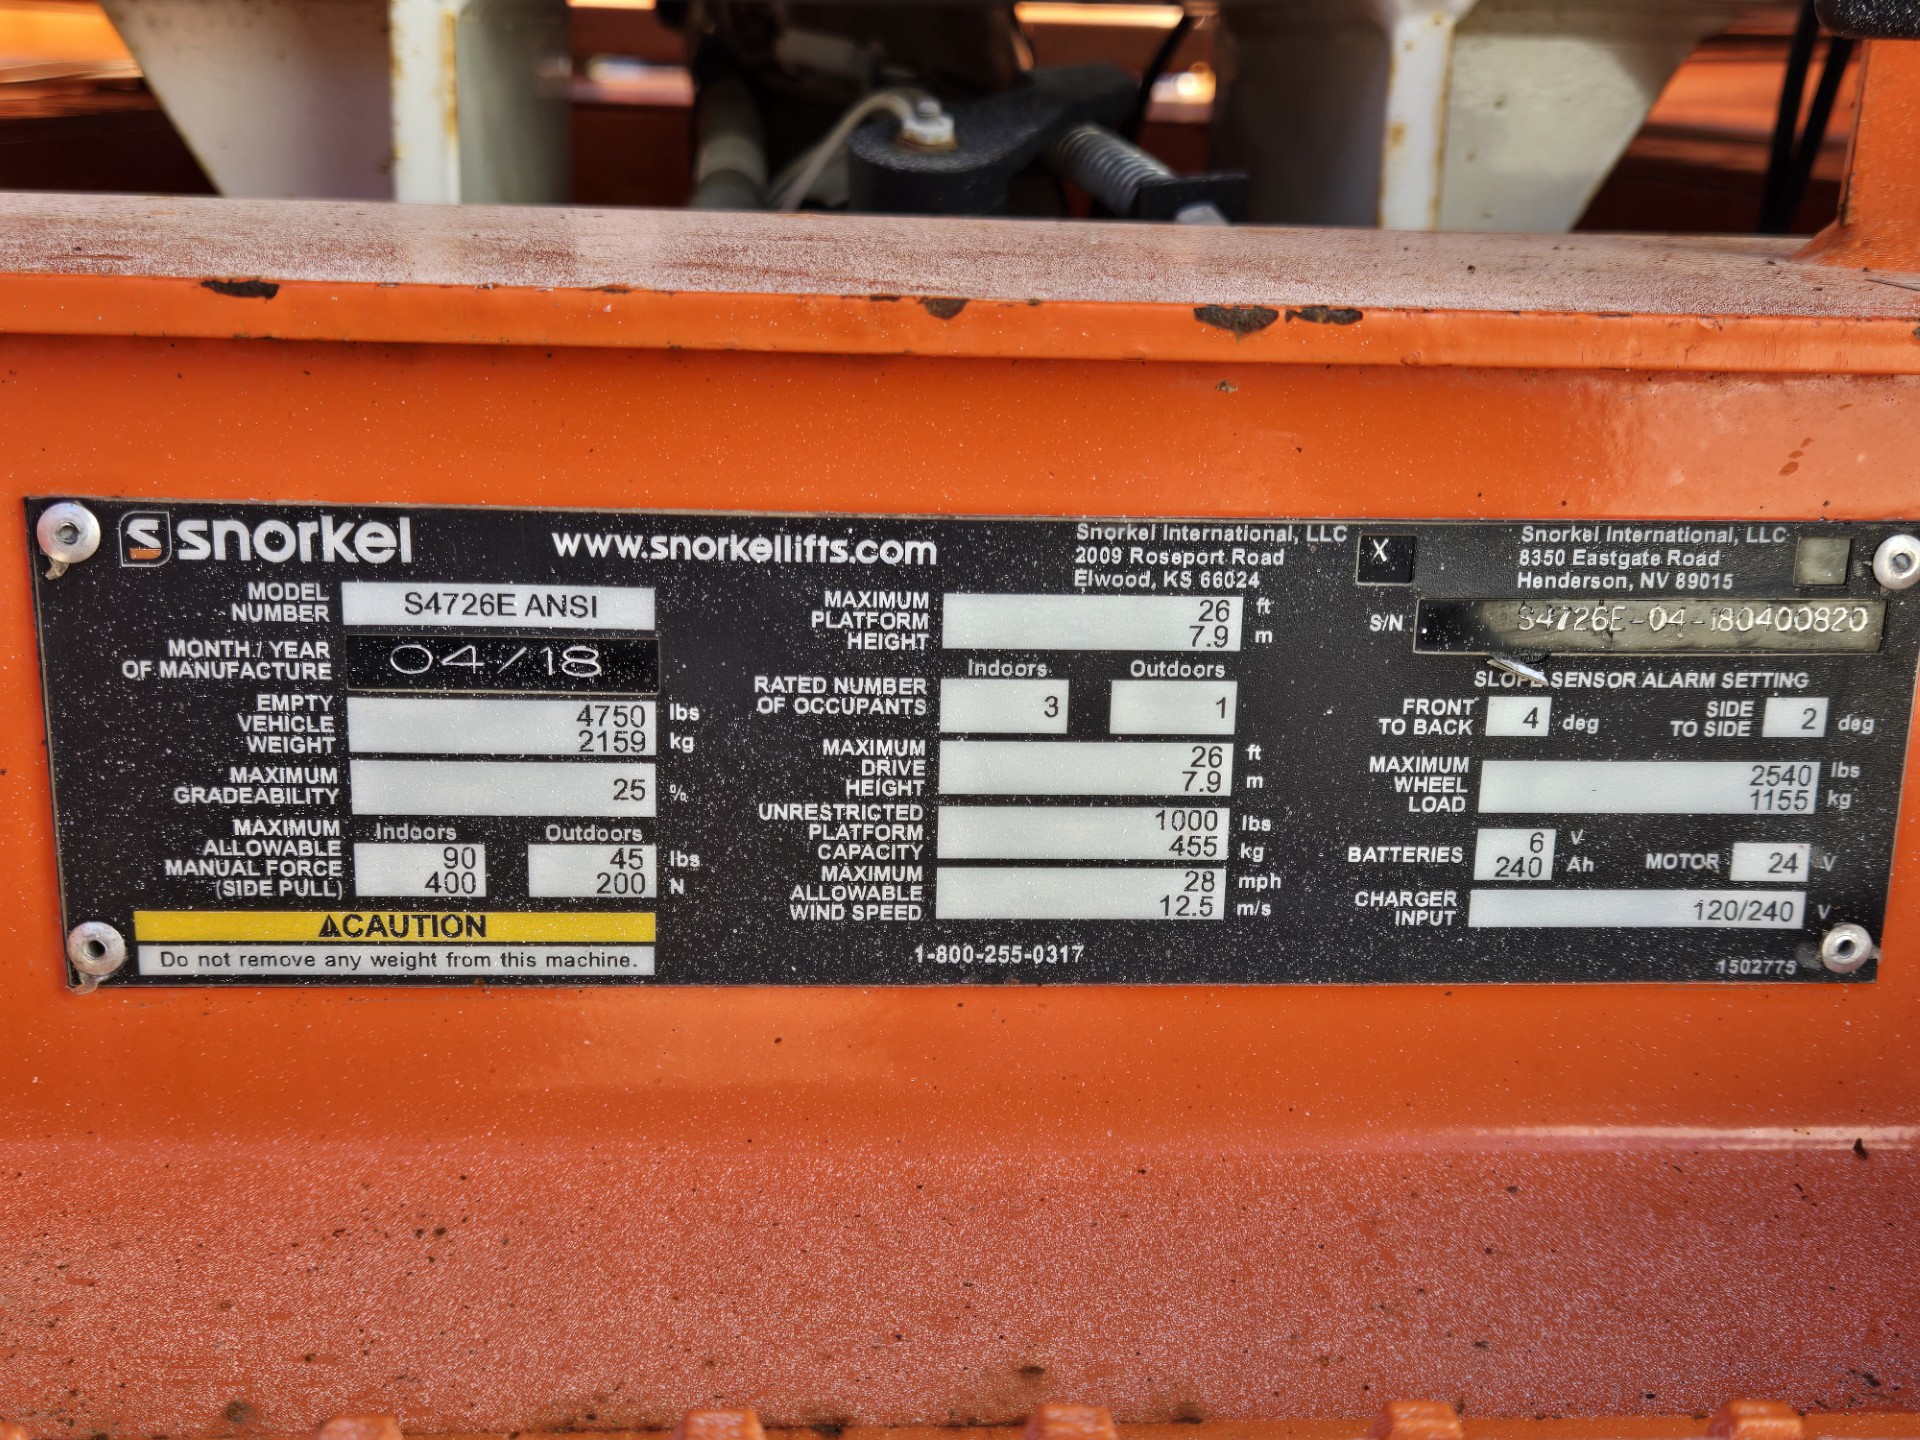 snorkel
www.snorkellifts.com
Snorkel International, LLC
2009 Roseport Road
Elwood, KS 66024
X
Snorkel International, LLC
8350 Eastgate Road
Henderson, NV 89015
MODEL
NUMBER
S4726E ANSI
MONTH / YEAR
OF MANUFACTURE
04/18
EMPTY
VEHICLE
WEIGHT
4750 lbs
2159 kg
MAXIMUM
GRADEABILITY
25 %
MAXIMUM
ALLOWABLE
MANUAL FORCE
(SIDE PULL)
Indoors Outdoors
90 45 lbs
400 200 N
⚠CAUTION
Do not remove any weight from this machine.
MAXIMUM
PLATFORM
HEIGHT
26 ft
7.9 m
RATED NUMBER
OF OCCUPANTS
Indoors Outdoors
3 1
MAXIMUM
DRIVE
HEIGHT
26 ft
7.9 m
UNRESTRICTED
PLATFORM
CAPACITY
1000 lbs
455 kg
MAXIMUM
ALLOWABLE
WIND SPEED
28 mph
12.5 m/s
1-800-255-0317
S/N S4726E-04-180400820
SLOPE SENSOR ALARM SETTING
FRONT
TO BACK
4 deg
SIDE
TO SIDE
2 deg
MAXIMUM
WHEEL
LOAD
2540 lbs
1155 kg
BATTERIES
6 V
240 Ah
MOTOR 24 V
CHARGER
INPUT
120/240 V
1502775